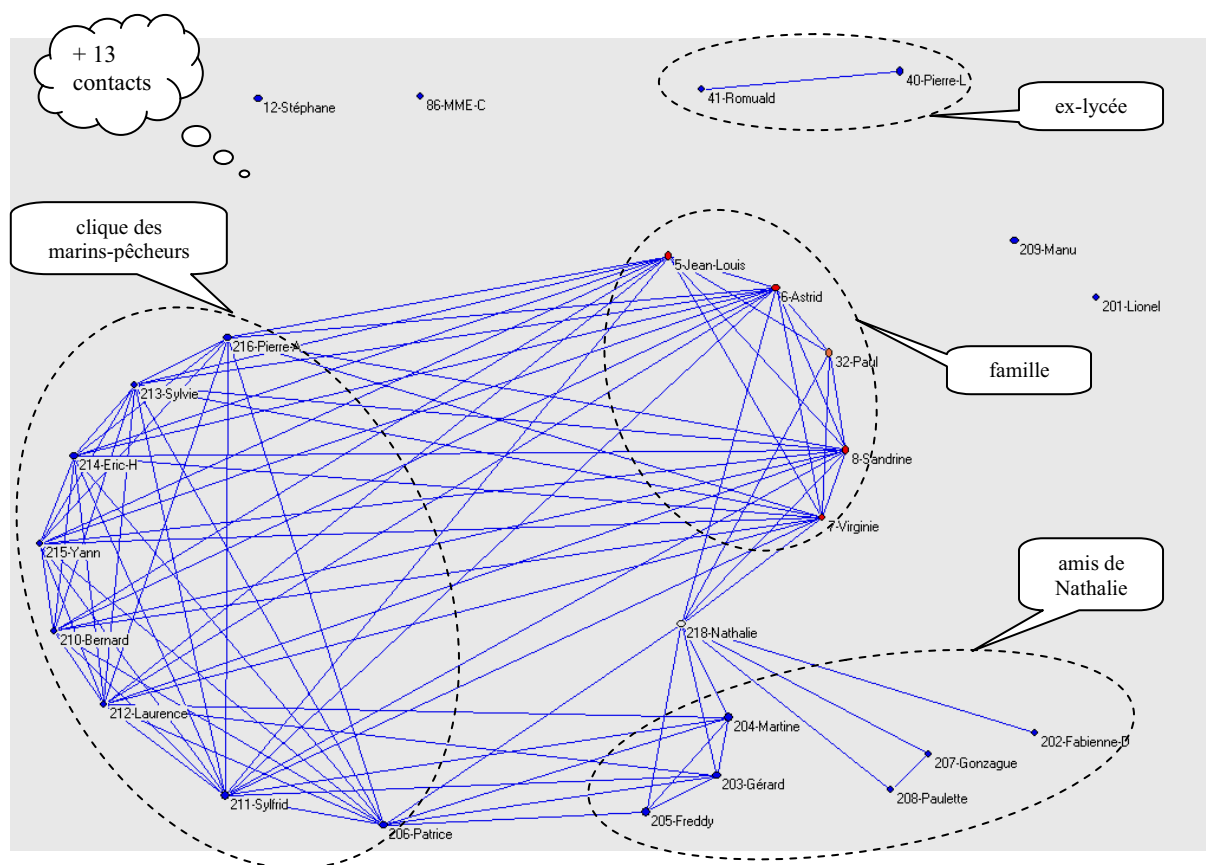 + 13
contacts
12-Stéphane
86-MME-C
41-Romuald
40-Pierre-L
ex-lycée
clique des
marins-pêcheurs
209-Manu
5-Jean-Louis
6-Astrid
201-Lionel
216-Pierre-A
32-Paul
famille
213-Sylvie
214-Eric-H
8-Sandrine
7-Virginie
215-Yann
amis de
Nathalie
210-Bernard
218-Nathalie
212-Laurence
204-Martine
202-Fabienne-D
207-Gonzague
203-Gérard
208-Paulette
211-Sylfrid
205-Freddy
206-Patrice